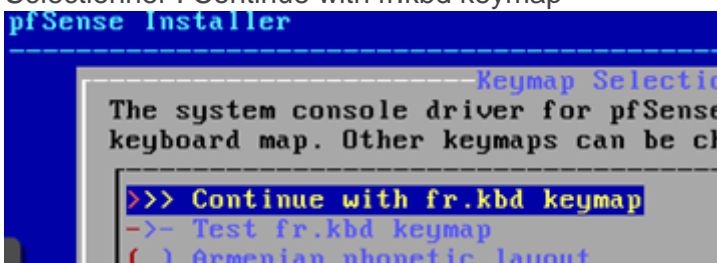 Sélectionner : Continue with fr.kbd keymap
pfSense Installer
Keymap Selectio
The system console driver for pfSense
keyboard map. Other keymaps can be ch
>>> Continue with fr.kbd keymap
->- Test fr.kbd keymap
( ) Armenian phonetic layout